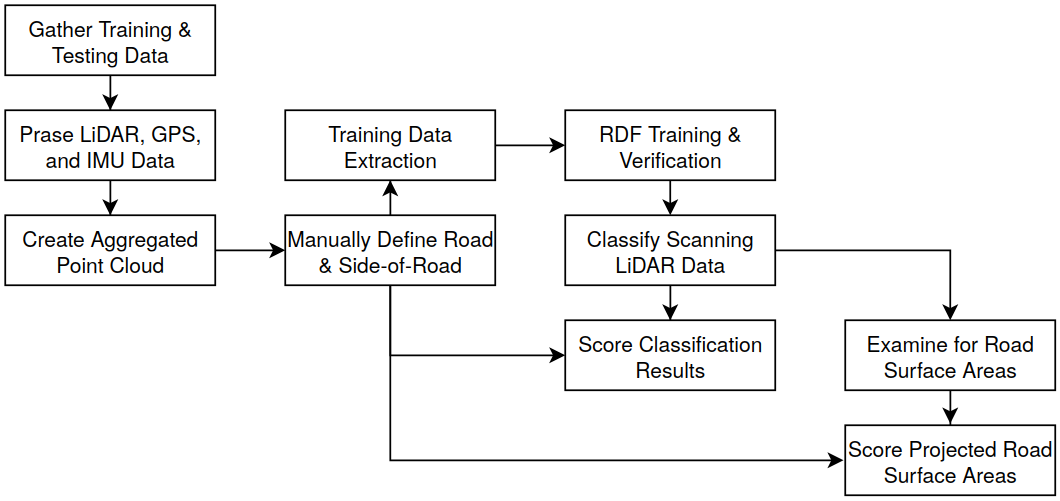 Gather Training &
Testing Data
Prase LiDAR, GPS,
and IMU Data
Create Aggregated
Point Cloud
Training Data
Extraction
Manually Define Road
& Side-of-Road
RDF Training &
Verification
Classify Scanning
LiDAR Data
Score Classification
Results
Examine for Road
Surface Areas
Score Projected Road
Surface Areas